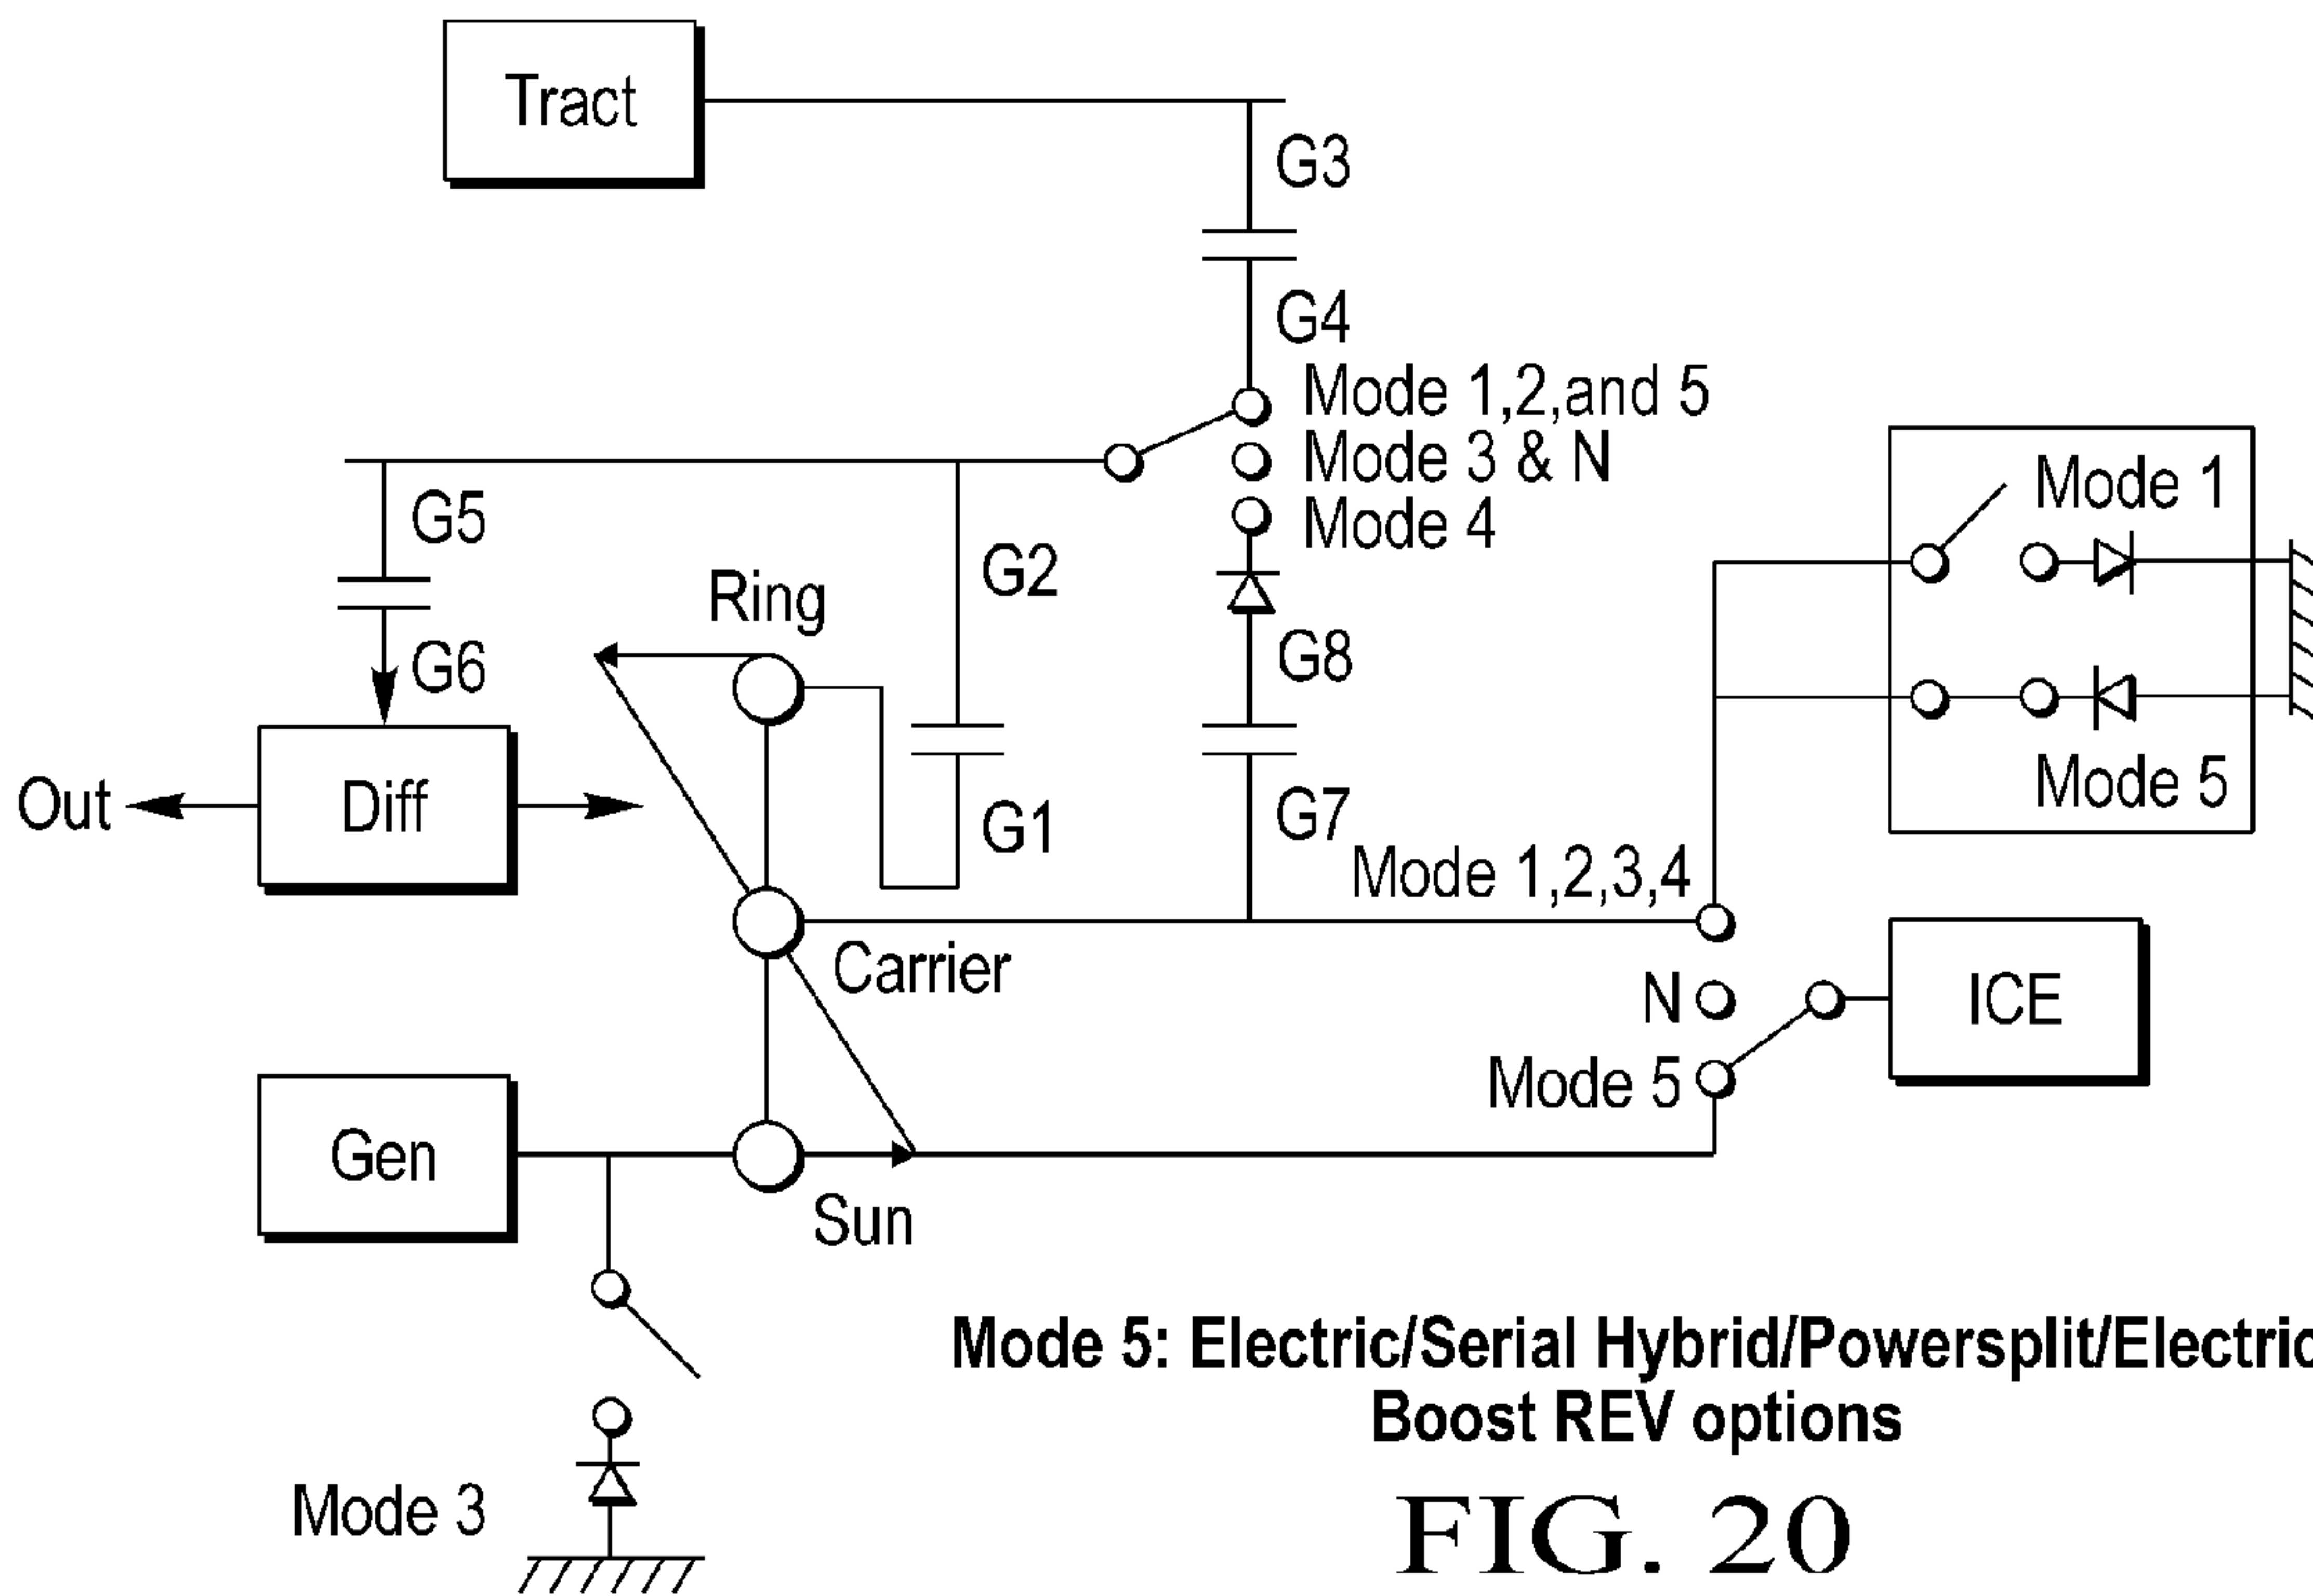 Tract
G3
G4
Mode 1,2,and 5
Mode 3 & N
Mode 4
Mode 1
G5
G2
Ring
G6
G8
Mode 5
Out
Diff
G1
G7
Mode 1,2,3,4
Carrier
N
ICE
Mode 5
Gen
Sun
Mode 5: Electric/Serial Hybrid/Powersplit/Electric
Boost REV options
Mode 3
FIG. 20